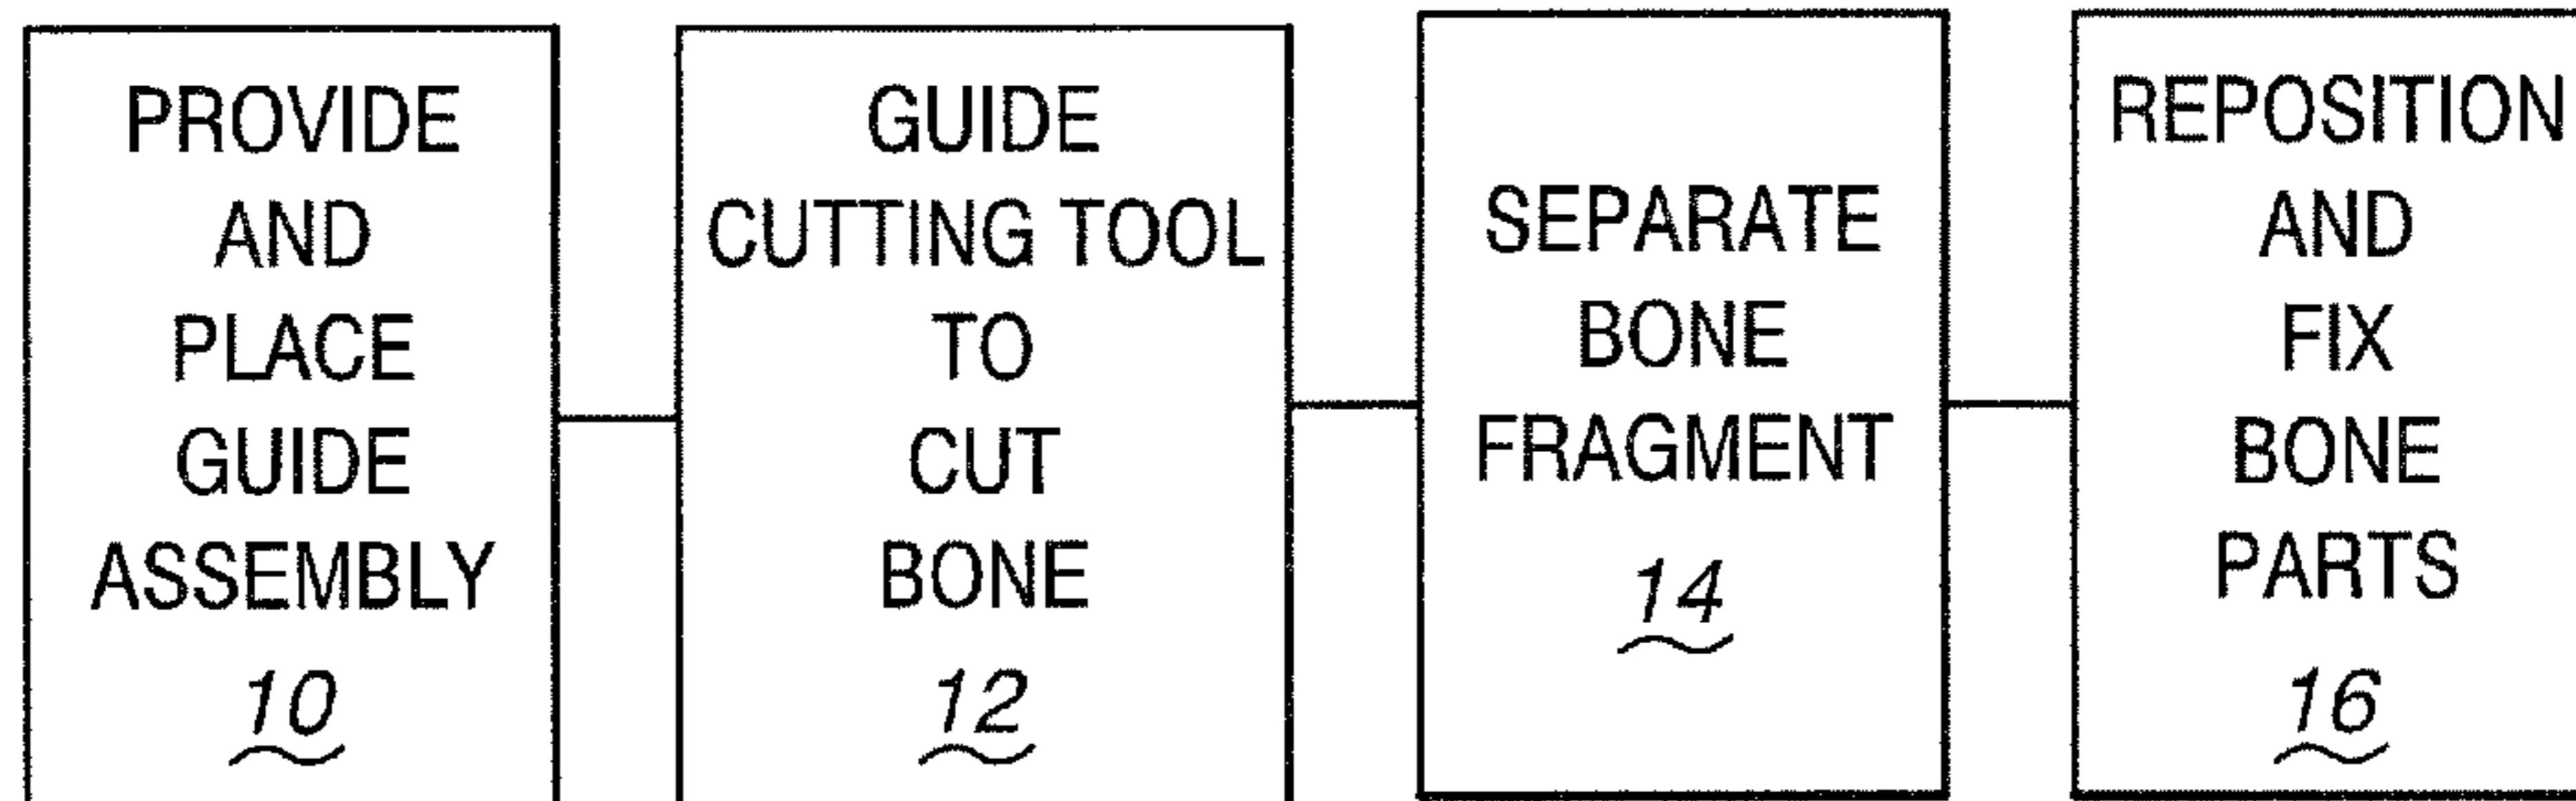 PROVIDE
AND
PLACE
GUIDE
ASSEMBLY
10
GUIDE
CUTTING TOOL
TO
CUT
BONE
12
SEPARATE
BONE
FRAGMENT
14
REPOSITION
AND
FIX
BONE
PARTS
16